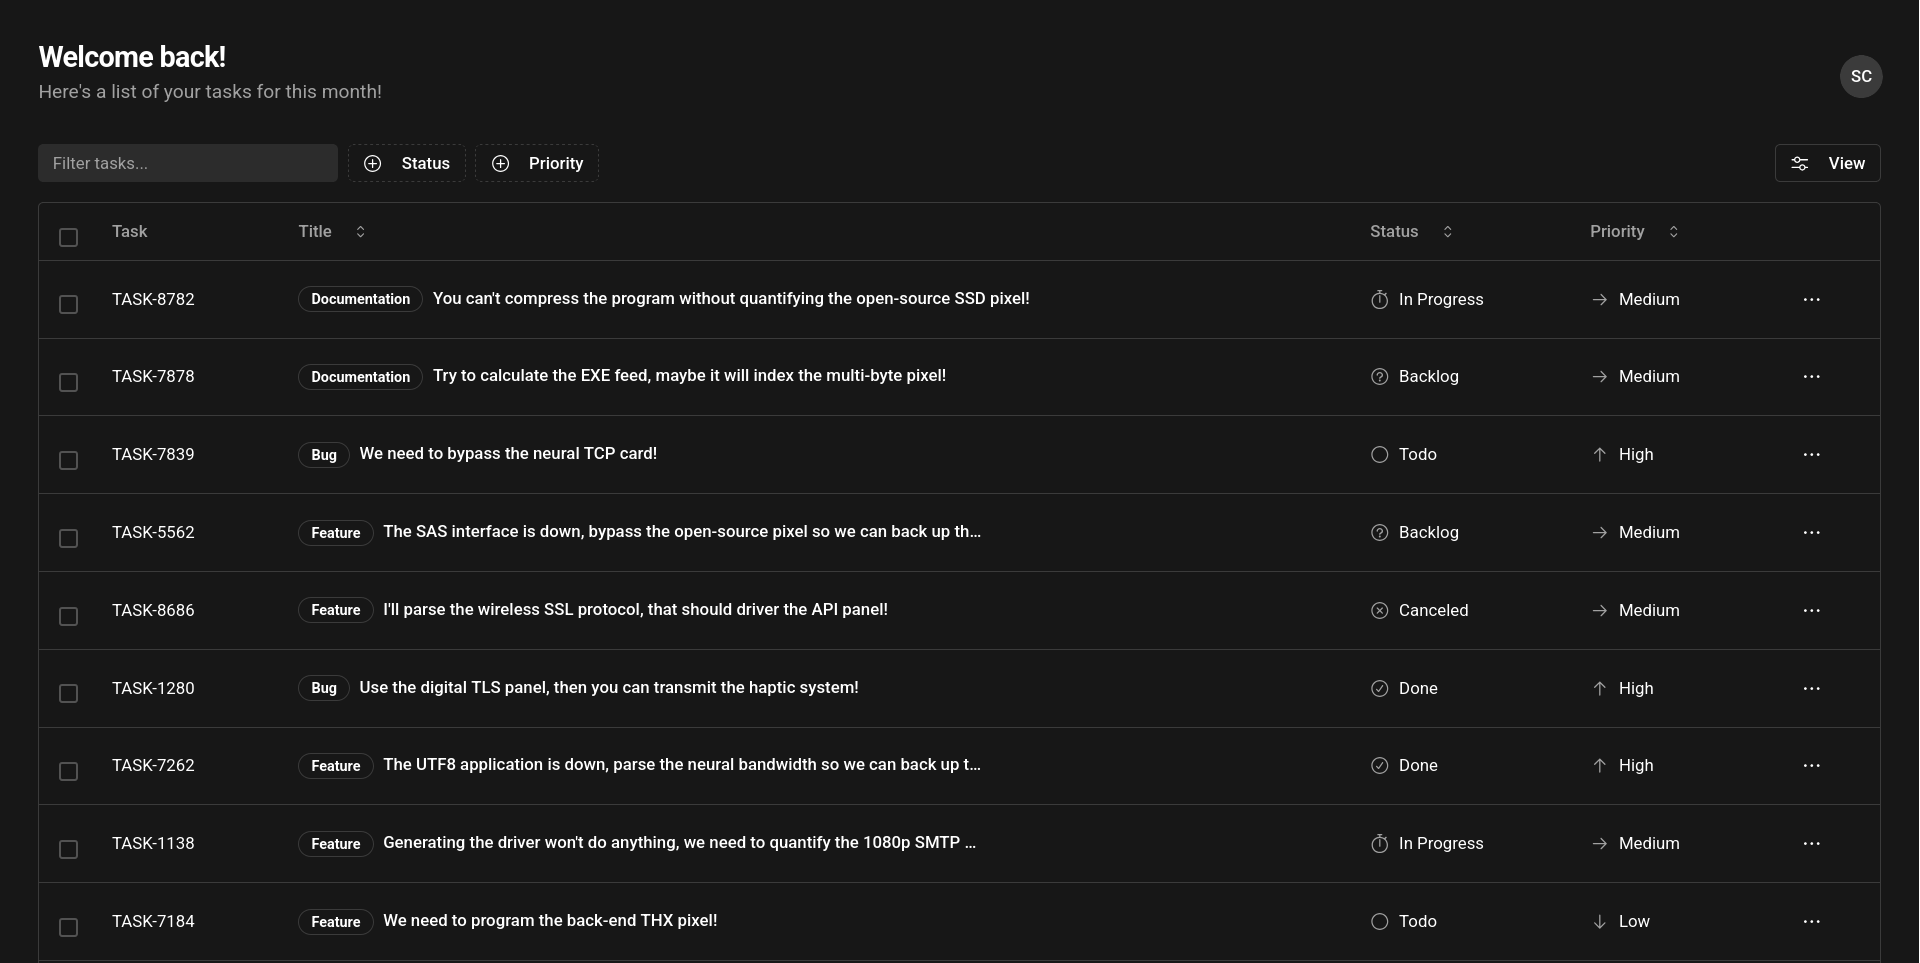 Welcome back!
Here's a list of your tasks for this month!
SC
Filter tasks...
Status
Priority
View
Task Title Status Priority
TASK-8782 Documentation You can't compress the program without quantifying the open-source SSD pixel! In Progress Medium
TASK-7878 Documentation Try to calculate the EXE feed, maybe it will index the multi-byte pixel! Backlog Medium
TASK-7839 Bug We need to bypass the neural TCP card! Todo High
TASK-5562 Feature The SAS interface is down, bypass the open-source pixel so we can back up th... Backlog Medium
TASK-8686 Feature I'll parse the wireless SSL protocol, that should driver the API panel! Canceled Medium
TASK-1280 Bug Use the digital TLS panel, then you can transmit the haptic system! Done High
TASK-7262 Feature The UTF8 application is down, parse the neural bandwidth so we can back up t... Done High
TASK-1138 Feature Generating the driver won't do anything, we need to quantify the 1080p SMTP ... In Progress Medium
TASK-7184 Feature We need to program the back-end THX pixel! Todo Low